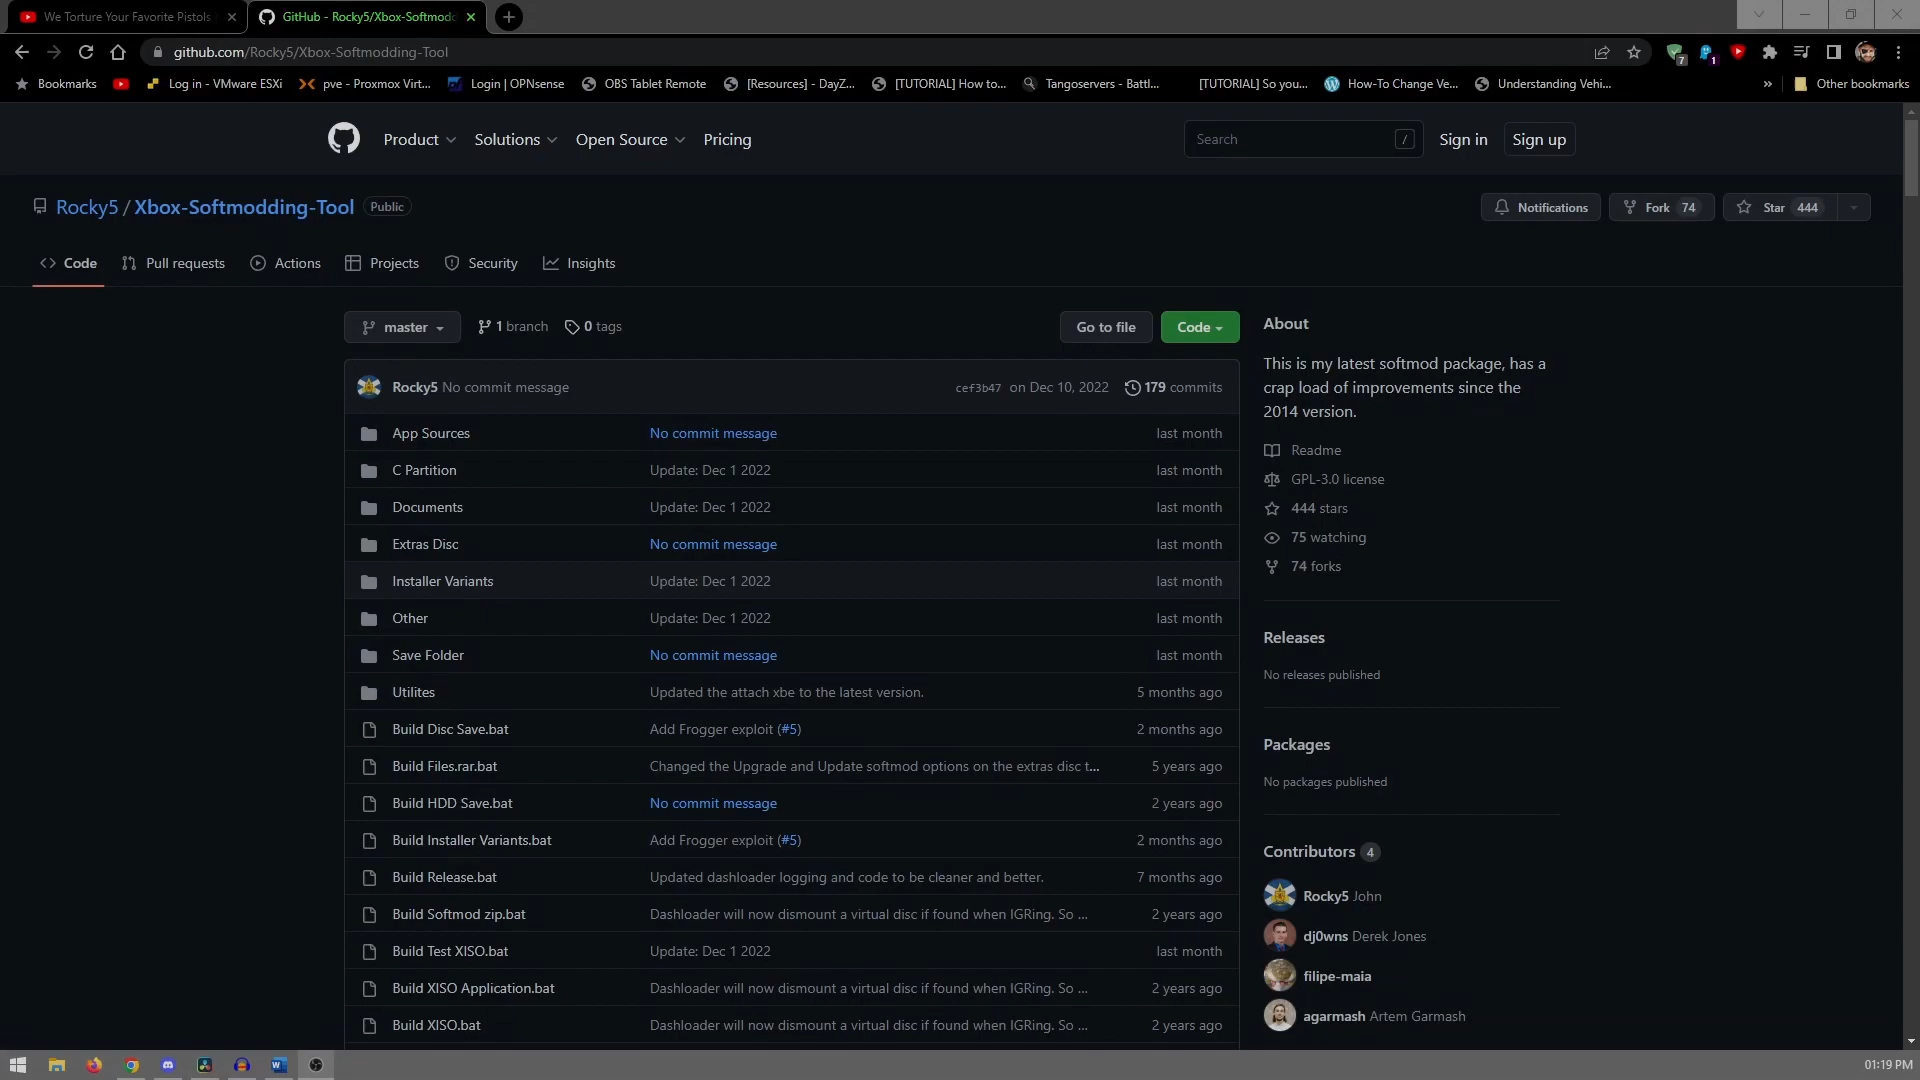 We Torture Your Favorite Pistols
GitHub - Rocky5/Xbox-Softmodd
github.com/Rocky5/Xbox-Softmodding-Tool
7
1
Bookmarks
Log in - VMware ESXi
pve - Proxmox Virt...
Login | OPNsense
OBS Tablet Remote
[Resources] - DayZ...
[TUTORIAL] How to...
Tangoservers - Battl...
[TUTORIAL] So you...
How-To Change Ve...
Understanding Vehi...
»
Other bookmarks
Product
Solutions
Open Source
Pricing
Search
/
Sign in
Sign up
Rocky5 / Xbox-Softmodding-Tool Public
Notifications
Fork 74
Star 444
Code
Pull requests
Actions
Projects
Security
Insights
master
1 branch
0 tags
Go to file
Code
Rocky5 No commit message cef3b47 on Dec 10, 2022 179 commits
App Sources No commit message last month
C Partition Update: Dec 1 2022 last month
Documents Update: Dec 1 2022 last month
Extras Disc No commit message last month
Installer Variants Update: Dec 1 2022 last month
Other Update: Dec 1 2022 last month
Save Folder No commit message last month
Utilites Updated the attach xbe to the latest version. 5 months ago
Build Disc Save.bat Add Frogger exploit (#5) 2 months ago
Build Files.rar.bat Changed the Upgrade and Update softmod options on the extras disc t... 5 years ago
Build HDD Save.bat No commit message 2 years ago
Build Installer Variants.bat Add Frogger exploit (#5) 2 months ago
Build Release.bat Updated dashloader logging and code to be cleaner and better. 7 months ago
Build Softmod zip.bat Dashloader will now dismount a virtual disc if found when IGRing. So ... 2 years ago
Build Test XISO.bat Update: Dec 1 2022 last month
Build XISO Application.bat Dashloader will now dismount a virtual disc if found when IGRing. So ... 2 years ago
Build XISO.bat Dashloader will now dismount a virtual disc if found when IGRing. So ... 2 years ago
About
This is my latest softmod package, has a
crap load of improvements since the
2014 version.
Readme
GPL-3.0 license
444 stars
75 watching
74 forks
Releases
No releases published
Packages
No packages published
Contributors 4
Rocky5 John
dj0wns Derek Jones
filipe-maia
agarmash Artem Garmash
01:19 PM